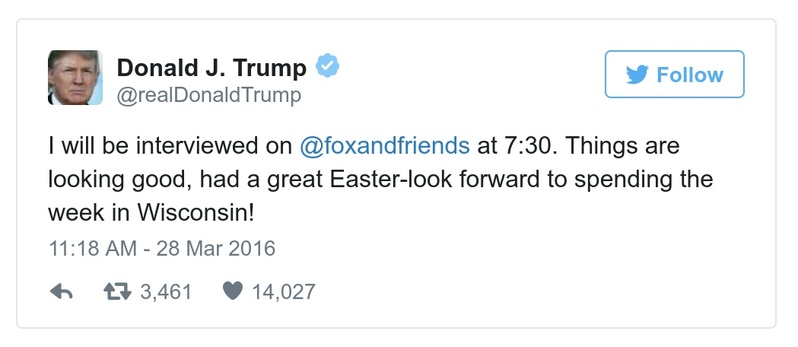 Donald J. Trump
@realDonaldTrump
Follow
I will be interviewed on @foxandfriends at 7:30. Things are
looking good, had a great Easter-look forward to spending the
week in Wisconsin!
11:18 AM - 28 Mar 2016
3,461 14,027